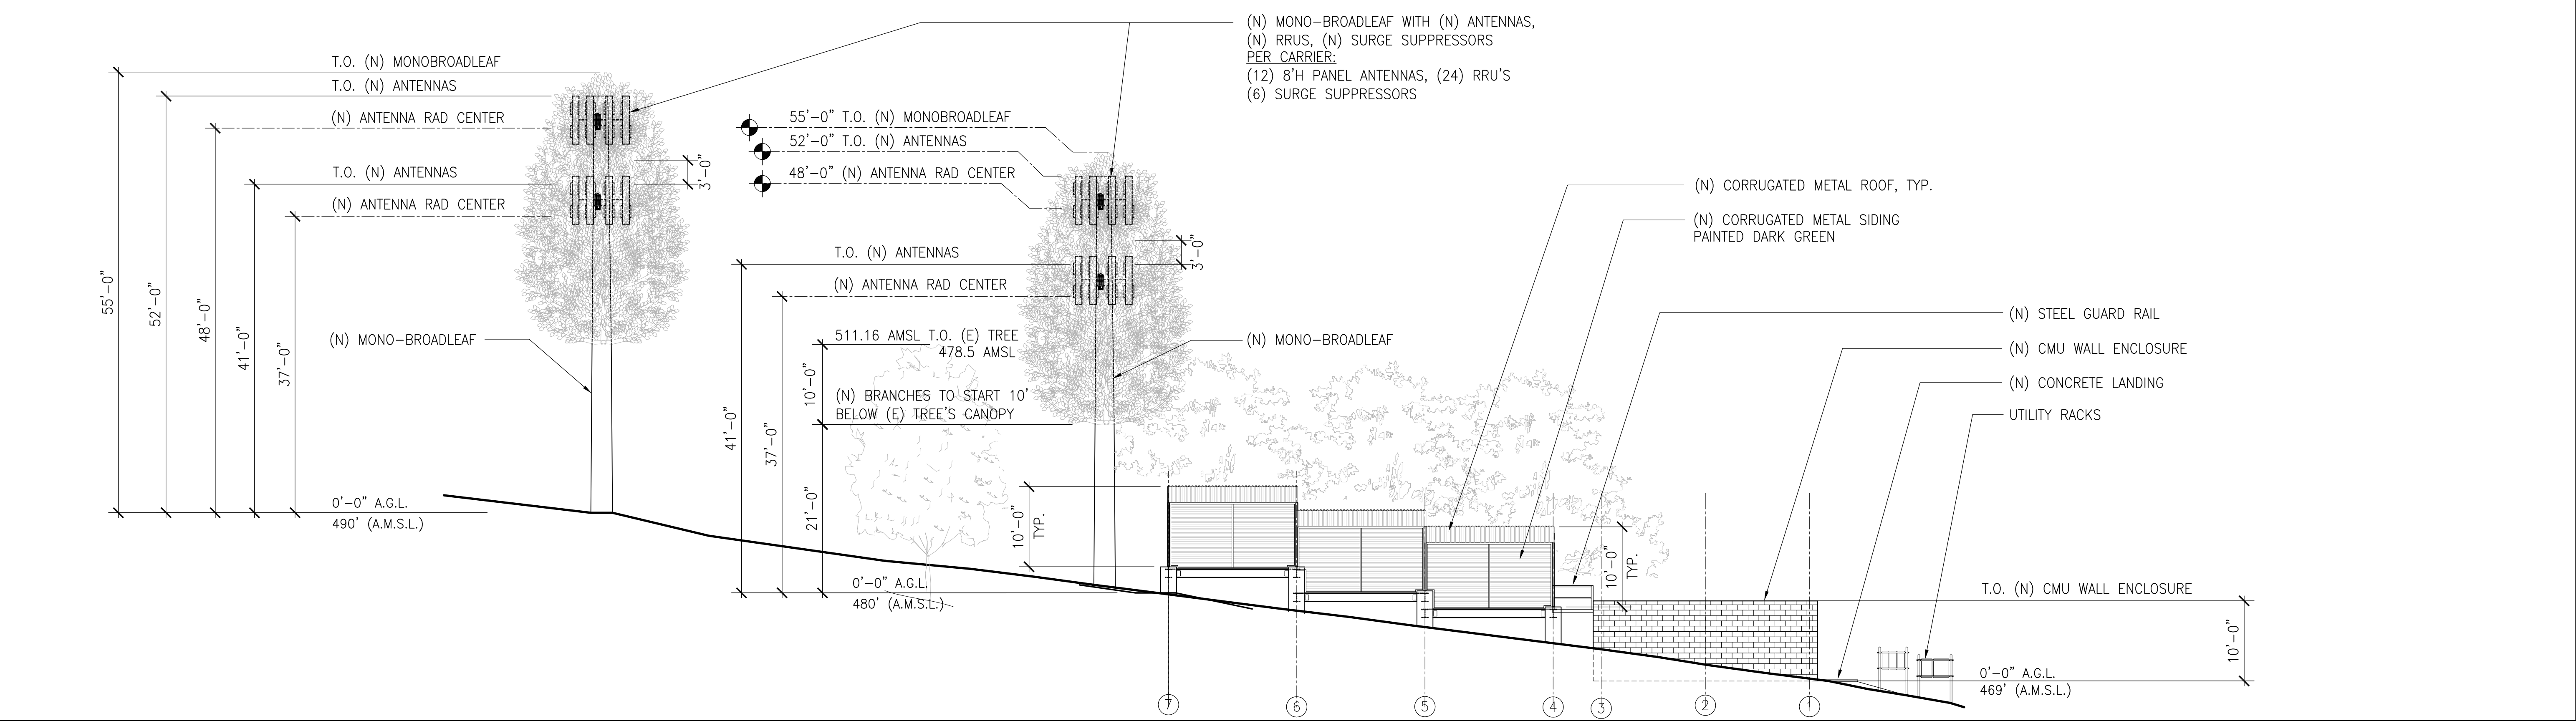 (N) MONO-BROADLEAF WITH (N) ANTENNAS,
(N) RRUS, (N) SURGE SUPPRESSORS
PER CARRIER:
(12) 8'H PANEL ANTENNAS, (24) RRU'S
(6) SURGE SUPPRESSORS
T.O. (N) MONOBROADLEAF
T.O. (N) ANTENNAS
(N) ANTENNA RAD CENTER
T.O. (N) ANTENNAS
(N) ANTENNA RAD CENTER
3'-0"
55'-0"
52'-0"
48'-0"
41'-0"
37'-0"
(N) MONO-BROADLEAF
0'-0" A.G.L.
490' (A.M.S.L.)
55'-0" T.O. (N) MONOBROADLEAF
52'-0" T.O. (N) ANTENNAS
48'-0" (N) ANTENNA RAD CENTER
T.O. (N) ANTENNAS
(N) ANTENNA RAD CENTER
3'-0"
511.16 AMSL T.O. (E) TREE
478.5 AMSL
(N) BRANCHES TO START 10'
BELOW (E) TREE'S CANOPY
41'-0"
37'-0"
10'-0"
21'-0"
0'-0" A.G.L.
480' (A.M.S.L.)
(N) MONO-BROADLEAF
10'-0"
TYP.
(N) CORRUGATED METAL ROOF, TYP.
(N) CORRUGATED METAL SIDING
PAINTED DARK GREEN
10'-0"
TYP.
(N) STEEL GUARD RAIL
(N) CMU WALL ENCLOSURE
(N) CONCRETE LANDING
UTILITY RACKS
T.O. (N) CMU WALL ENCLOSURE
10'-0"
0'-0" A.G.L.
469' (A.M.S.L.)
7
6
5
4
3
2
1